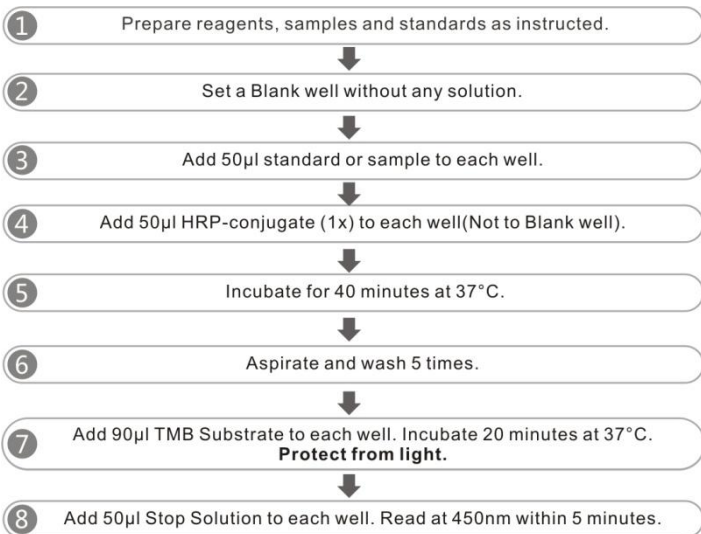 1 Prepare reagents, samples and standards as instructed.
2 Set a Blank well without any solution.
3 Add 50μl standard or sample to each well.
4 Add 50μl HRP-conjugate (1x) to each well(Not to Blank well).
5 Incubate for 40 minutes at 37°C.
6 Aspirate and wash 5 times.
7 Add 90μl TMB Substrate to each well. Incubate 20 minutes at 37°C.
Protect from light.
8 Add 50μl Stop Solution to each well. Read at 450nm within 5 minutes.